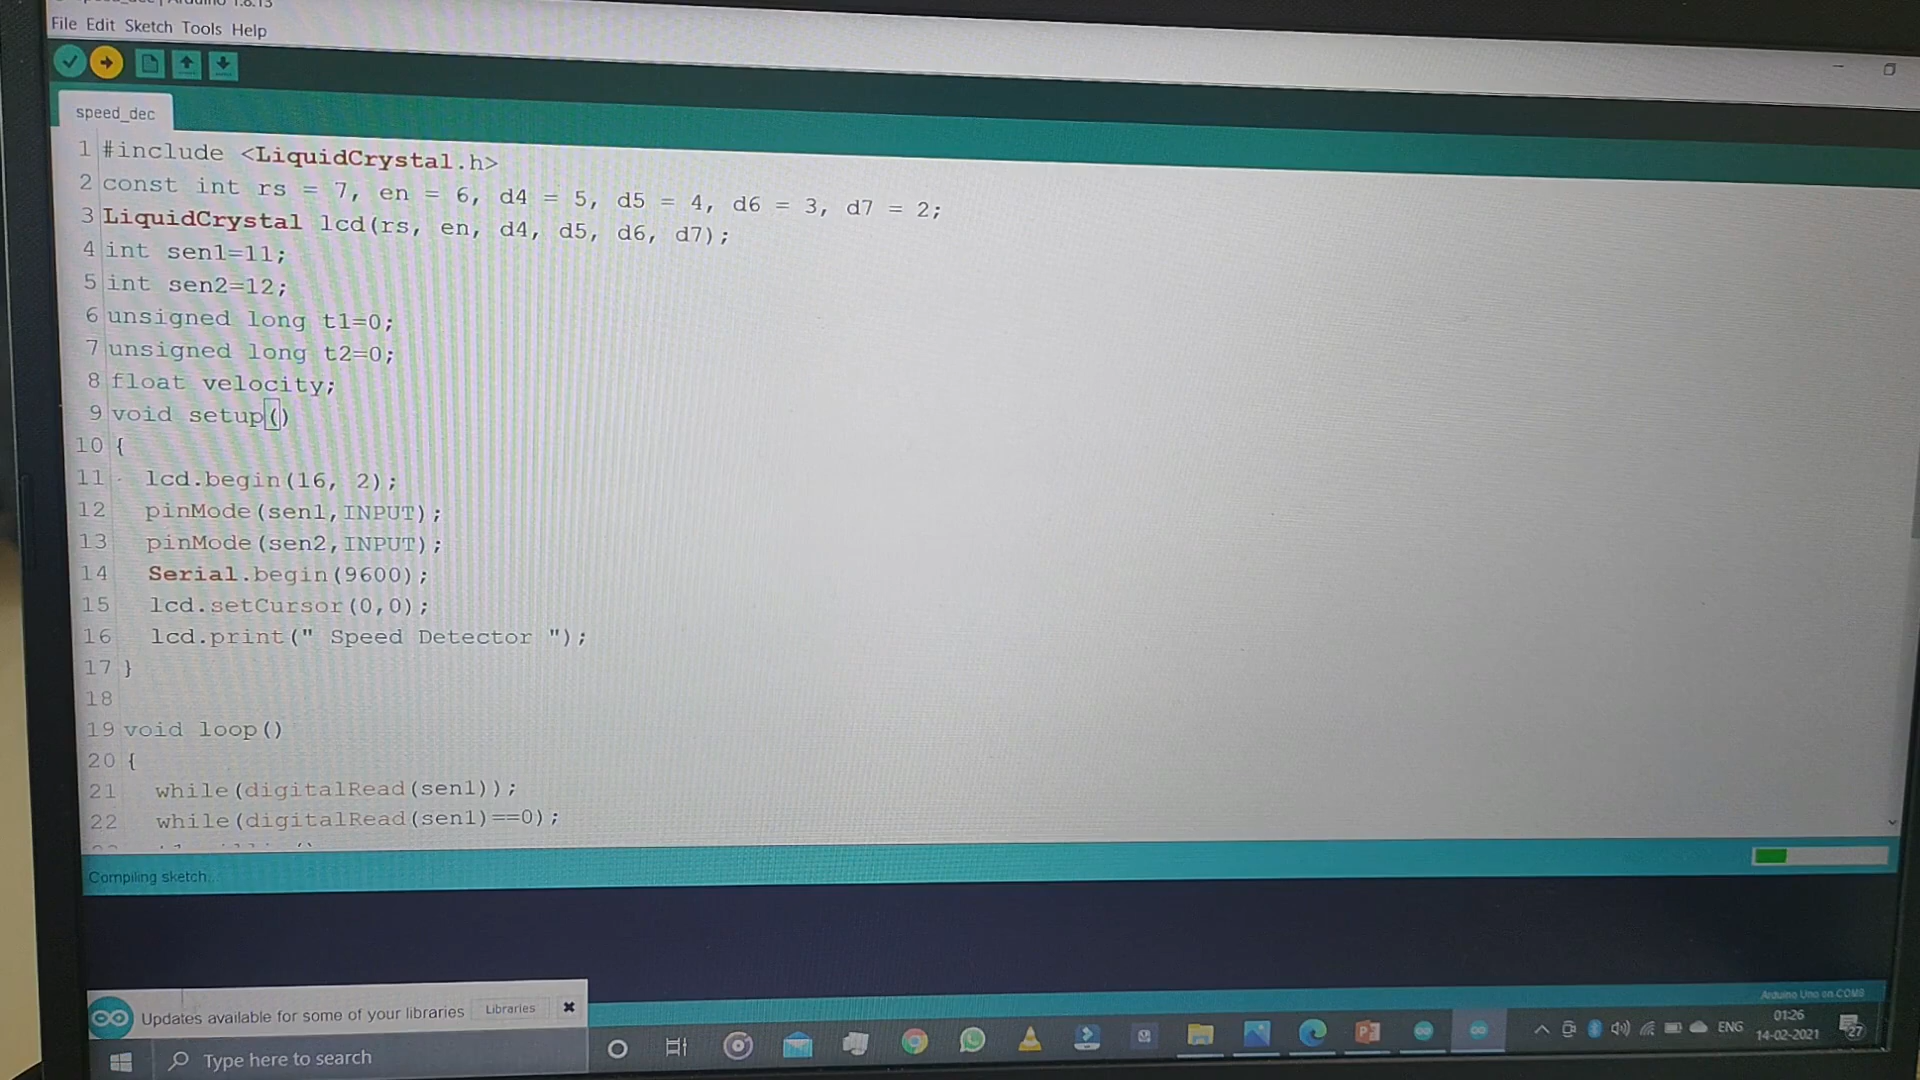 File Edit Sketch Tools Help
speed_dec
1 #include <LiquidCrystal.h>
2 const int rs = 7, en = 6, d4 = 5, d5 = 4, d6 = 3, d7 = 2;
3 LiquidCrystal lcd(rs, en, d4, d5, d6, d7);
4 int sen1=11;
5 int sen2=12;
6 unsigned long t1=0;
7 unsigned long t2=0;
8 float velocity;
9 void setup()
10 {
11 lcd.begin(16, 2);
12 pinMode(sen1,INPUT);
13 pinMode(sen2,INPUT);
14 Serial.begin(9600);
15 lcd.setCursor(0,0);
16 lcd.print(" Speed Detector ");
17 }
18
19 void loop()
20 {
21 while(digitalRead(sen1));
22 while(digitalRead(sen1)==0);
Compiling sketch...
Arduino Uno on COM8
Updates available for some of your libraries Libraries
Type here to search
ENG
01:26
14-02-2021
27